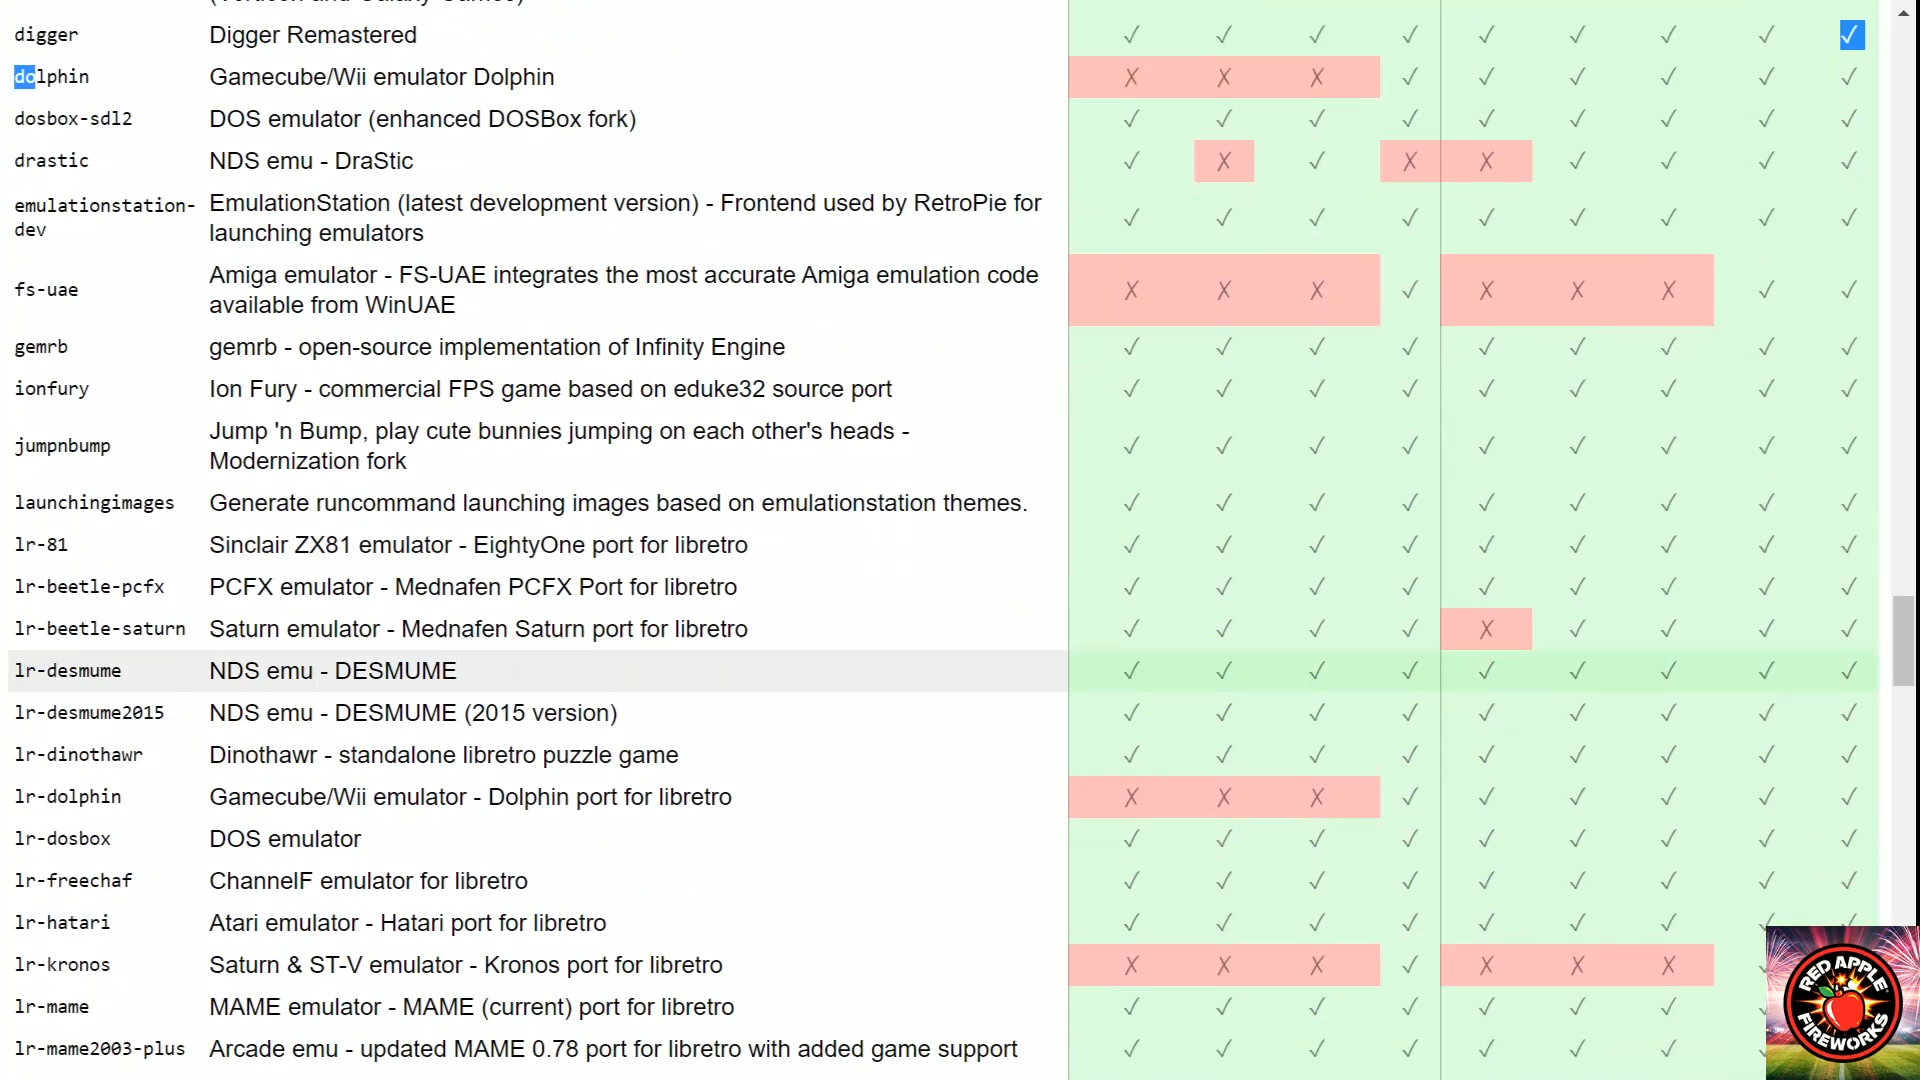 digger Digger Remastered ✓ ✓ ✓ ✓ ✓ ✓ ✓ ✓ ✓
dolphin Gamecube/Wii emulator Dolphin ✗ ✗ ✗ ✓ ✓ ✓ ✓ ✓ ✓
dosbox-sdl2 DOS emulator (enhanced DOSBox fork) ✓ ✓ ✓ ✓ ✓ ✓ ✓ ✓ ✓
drastic NDS emu - DraStic ✓ ✗ ✓ ✗ ✗ ✓ ✓ ✓ ✓
emulationstation-
dev
EmulationStation (latest development version) - Frontend used by RetroPie for
launching emulators
✓ ✓ ✓ ✓ ✓ ✓ ✓ ✓ ✓
fs-uae
Amiga emulator - FS-UAE integrates the most accurate Amiga emulation code
available from WinUAE
✗ ✗ ✗ ✓ ✗ ✗ ✗ ✓ ✓
gemrb gemrb - open-source implementation of Infinity Engine ✓ ✓ ✓ ✓ ✓ ✓ ✓ ✓ ✓
ionfury Ion Fury - commercial FPS game based on eduke32 source port ✓ ✓ ✓ ✓ ✓ ✓ ✓ ✓ ✓
jumpnbump
Jump 'n Bump, play cute bunnies jumping on each other's heads -
Modernization fork
✓ ✓ ✓ ✓ ✓ ✓ ✓ ✓ ✓
launchingimages Generate runcommand launching images based on emulationstation themes. ✓ ✓ ✓ ✓ ✓ ✓ ✓ ✓ ✓
lr-81 Sinclair ZX81 emulator - EightyOne port for libretro ✓ ✓ ✓ ✓ ✓ ✓ ✓ ✓ ✓
lr-beetle-pcfx PCFX emulator - Mednafen PCFX Port for libretro ✓ ✓ ✓ ✓ ✓ ✓ ✓ ✓ ✓
lr-beetle-saturn Saturn emulator - Mednafen Saturn port for libretro ✓ ✓ ✓ ✓ ✗ ✓ ✓ ✓ ✓
lr-desmume NDS emu - DESMUME ✓ ✓ ✓ ✓ ✓ ✓ ✓ ✓ ✓
lr-desmume2015 NDS emu - DESMUME (2015 version) ✓ ✓ ✓ ✓ ✓ ✓ ✓ ✓ ✓
lr-dinothawr Dinothawr - standalone libretro puzzle game ✓ ✓ ✓ ✓ ✓ ✓ ✓ ✓ ✓
lr-dolphin Gamecube/Wii emulator - Dolphin port for libretro ✗ ✗ ✗ ✓ ✓ ✓ ✓ ✓ ✓
lr-dosbox DOS emulator ✓ ✓ ✓ ✓ ✓ ✓ ✓ ✓ ✓
lr-freechaf ChannelF emulator for libretro ✓ ✓ ✓ ✓ ✓ ✓ ✓ ✓ ✓
lr-hatari Atari emulator - Hatari port for libretro ✓ ✓ ✓ ✓ ✓ ✓ ✓ ✓ ✓
lr-kronos Saturn & ST-V emulator - Kronos port for libretro ✗ ✗ ✗ ✓ ✗ ✗ ✗
lr-mame MAME emulator - MAME (current) port for libretro ✓ ✓ ✓ ✓ ✓ ✓ ✓
lr-mame2003-plus Arcade emu - updated MAME 0.78 port for libretro with added game support ✓ ✓ ✓ ✓ ✓ ✓ ✓
RED APPLE
FIREWORKS